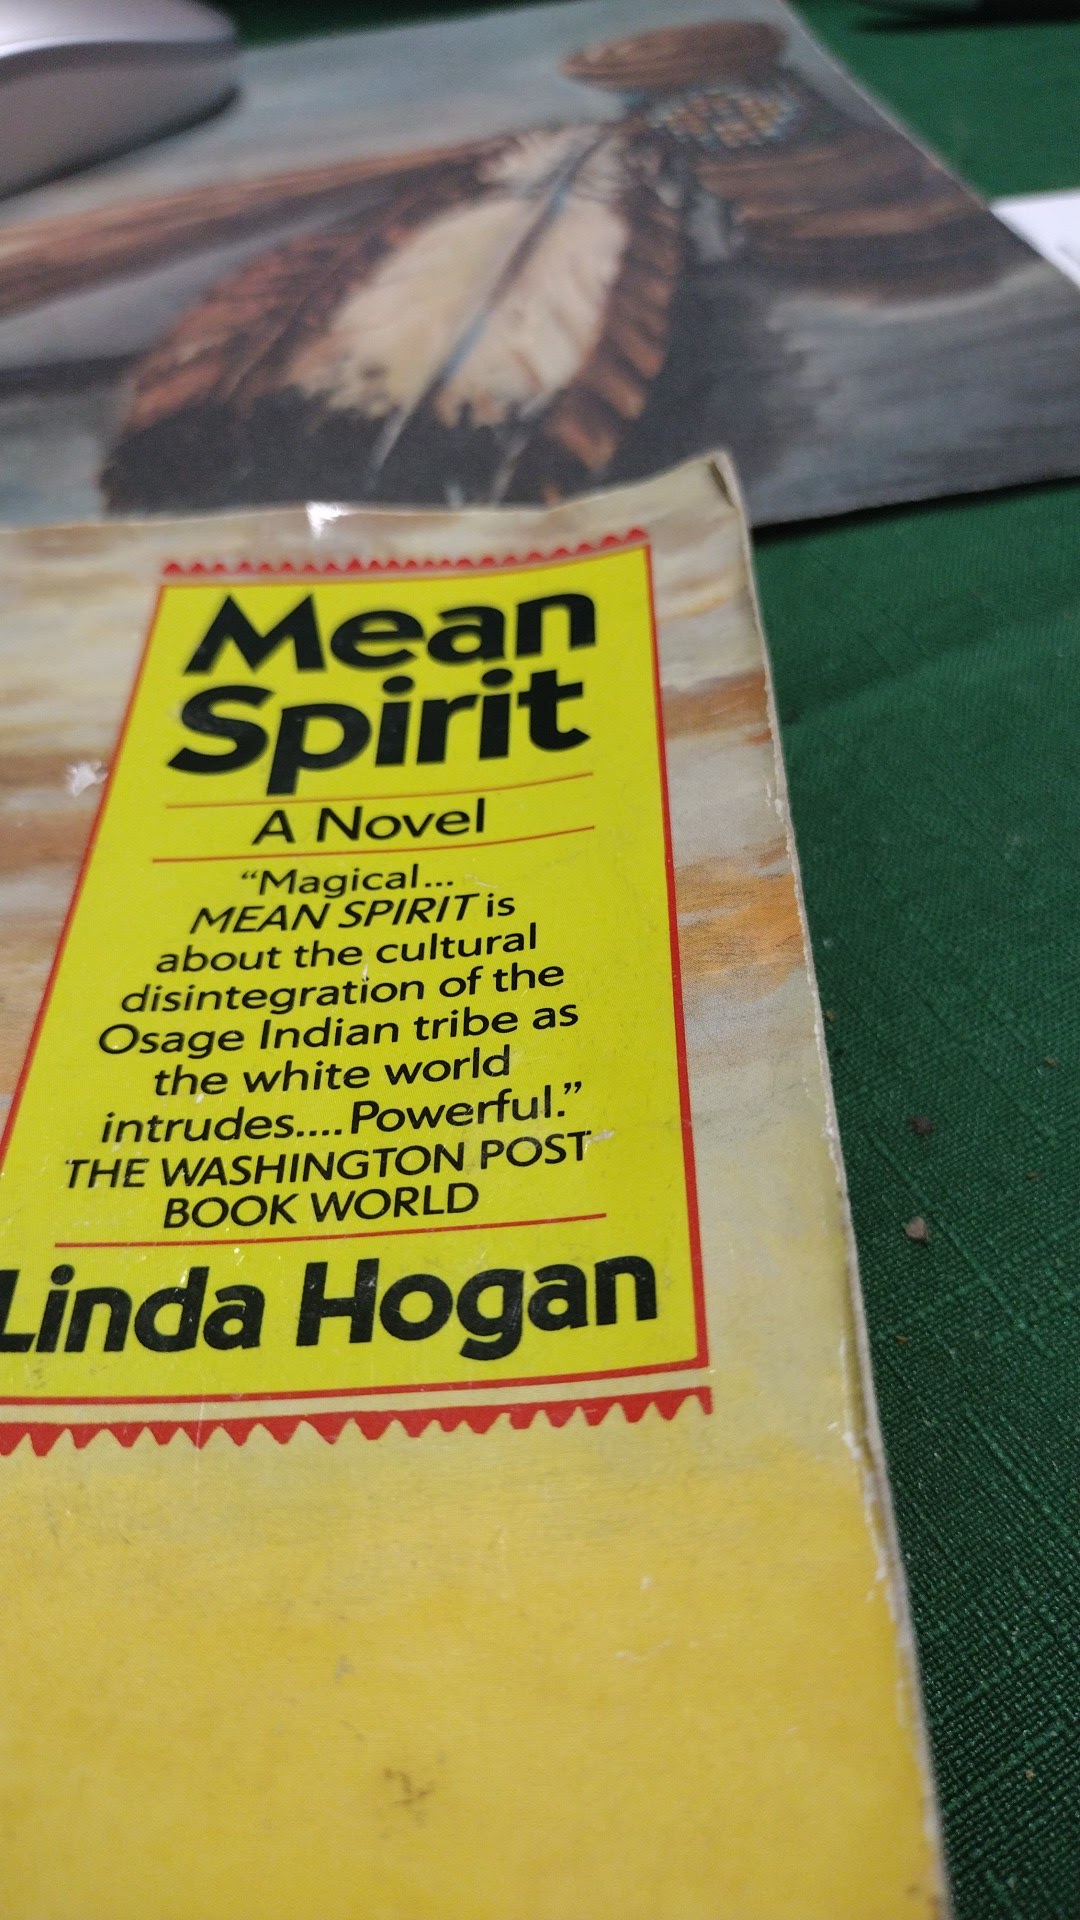 Mean
Spirit
A Novel
“Magical...
MEAN SPIRIT is
about the cultural
disintegration of the
Osage Indian tribe as
the white world
intrudes....Powerful.”
THE WASHINGTON POST
BOOK WORLD
Linda Hogan